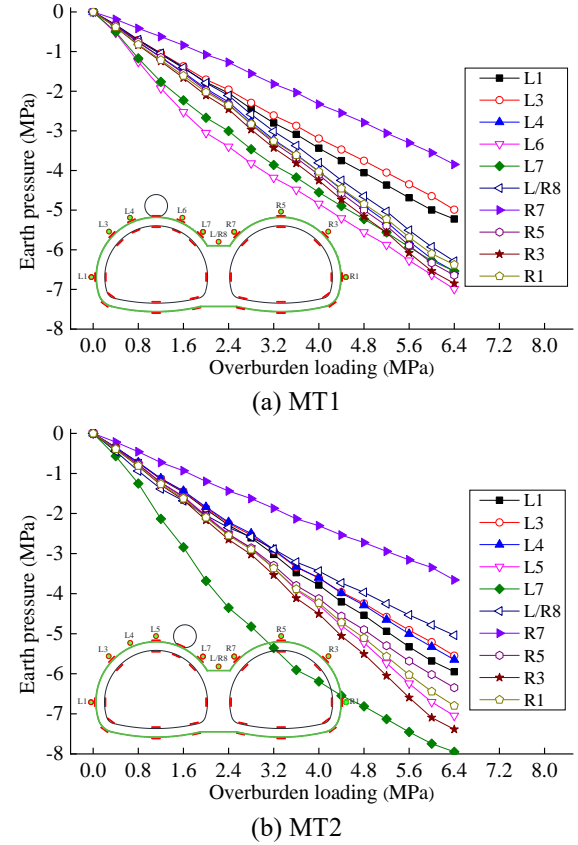 0
-1
-2
-3
-4
-5
-6
-7
-8
Earth pressure (MPa)
0.0 0.8 1.6 2.4 3.2 4.0 4.8 5.6 6.4 7.2 8.0
Overburden loading (MPa)
L1
L3
L4
L6
L7
L/R8
R7
R5
R3
R1
L1
L3
L4
L6
L7
L/R8
R7
R5
R3
R1
(a) MT1
0
-1
-2
-3
-4
-5
-6
-7
-8
Earth pressure (MPa)
0.0 0.8 1.6 2.4 3.2 4.0 4.8 5.6 6.4 7.2 8.0
Overburden loading (MPa)
L1
L3
L4
L5
L7
L/R8
R7
R5
R3
R1
L1
L3
L4
L5
L7
L/R8
R7
R5
R3
R1
(b) MT2